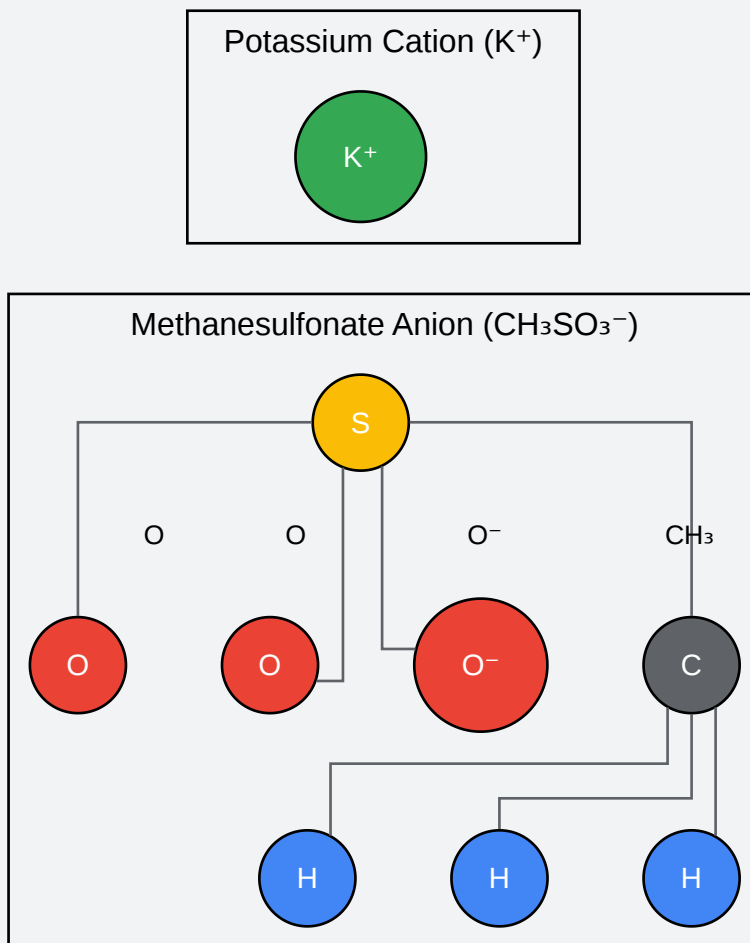 Potassium Cation (K⁺)
K⁺
Methanesulfonate Anion (CH₃SO₃⁻)
S
O O O⁻ CH₃
O O O⁻ C
H H H